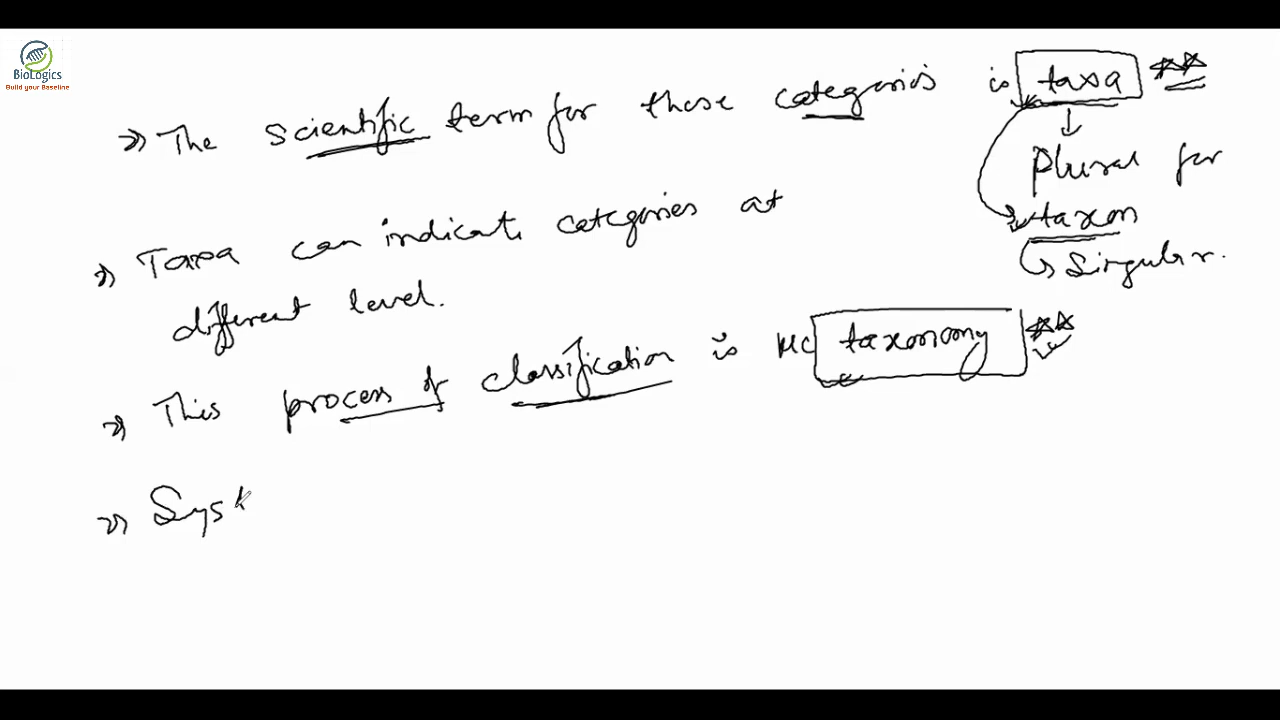 BioLogics
Build your Baseline
The scientific term for these categories is taxa
Plural for
taxon
Singular.
Taxa can indicate categories at
different level.
This process of classification is taxonomy
Syst